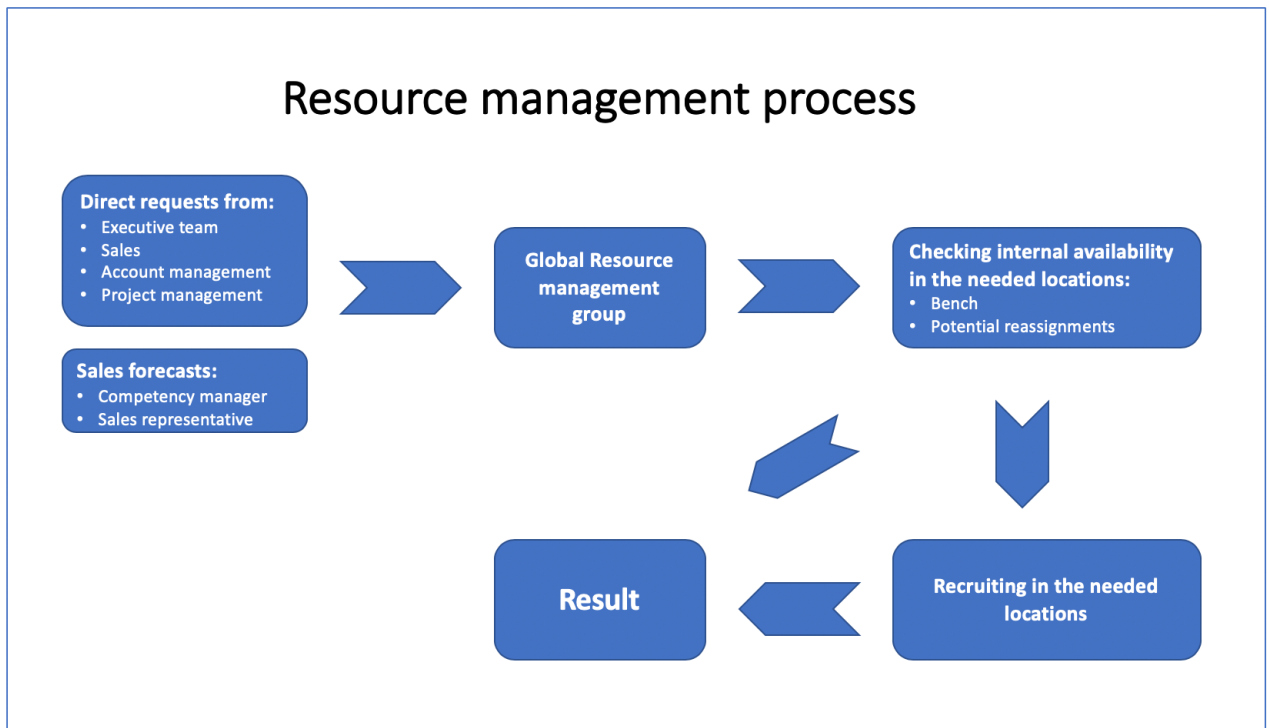 Resource management process
Direct requests from:
• Executive team
• Sales
• Account management
• Project management
Sales forecasts:
• Competency manager
• Sales representative
Global Resource
management
group
Checking internal availability
in the needed locations:
• Bench
• Potential reassignments
Result
Recruiting in the needed
locations